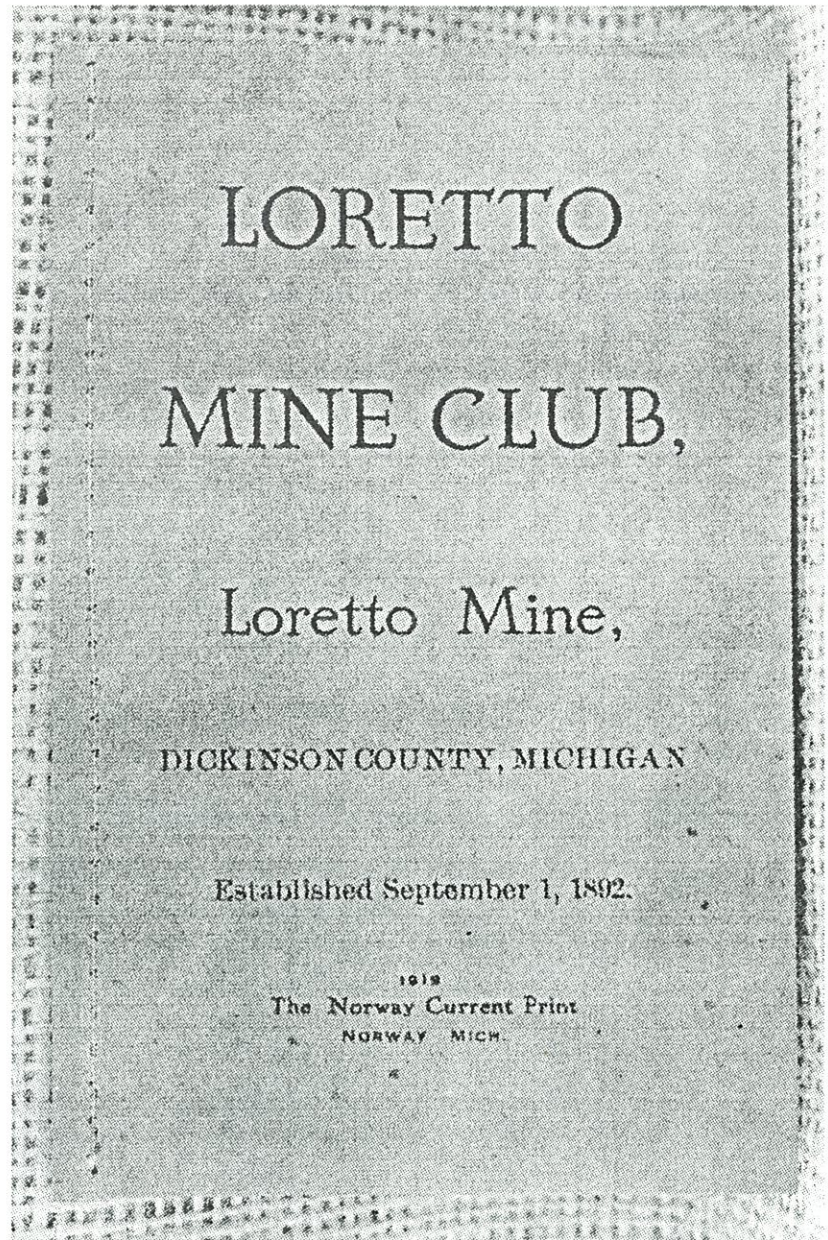 LORETTO
MINE CLUB,
Loretto Mine,
DICKINSON COUNTY, MICHIGAN
Established September 1, 1892.
1919
The Norway Current Print
NORWAY MICH.